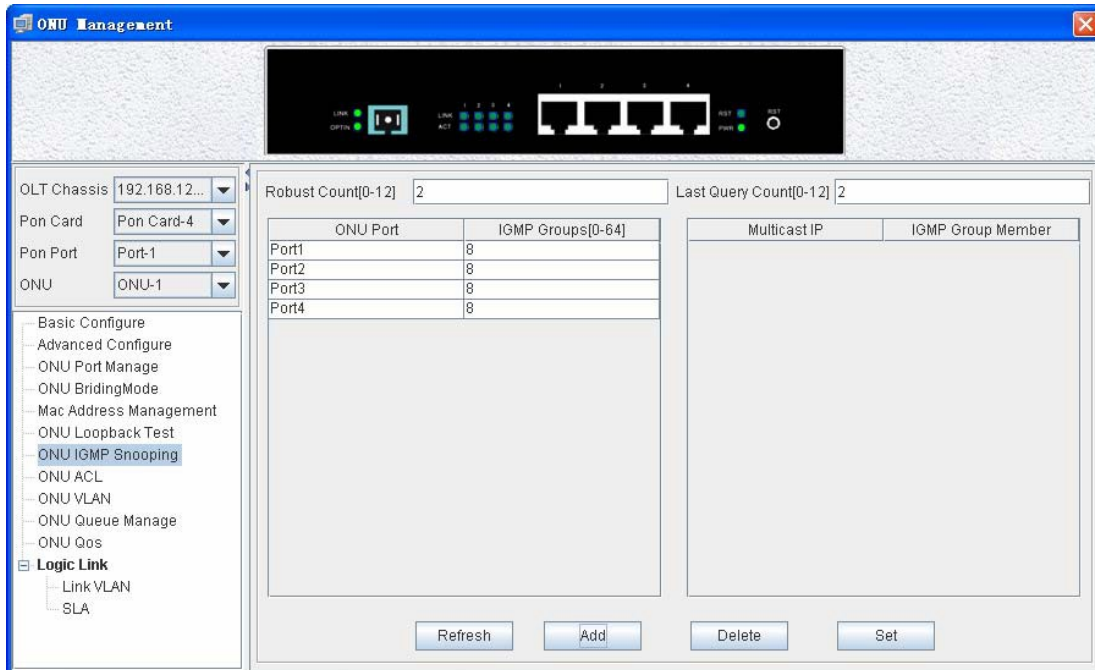 ONU Management
1 2 3 4
LINK
OPTIN
1 2 3 4
LINK
ACT
RST
PWR
RST
OLT Chassis 192.168.12...
Pon Card Pon Card-4
Pon Port Port-1
ONU ONU-1
Basic Configure
Advanced Configure
ONU Port Manage
ONU BridingMode
Mac Address Management
ONU Loopback Test
ONU IGMP Snooping
ONU ACL
ONU VLAN
ONU Queue Manage
ONU Qos
Logic Link
Link VLAN
SLA
Robust Count[0-12] 2 Last Query Count[0-12] 2
ONU Port IGMP Groups[0-64]
Port1 8
Port2 8
Port3 8
Port4 8
Multicast IP IGMP Group Member
Refresh Add Delete Set